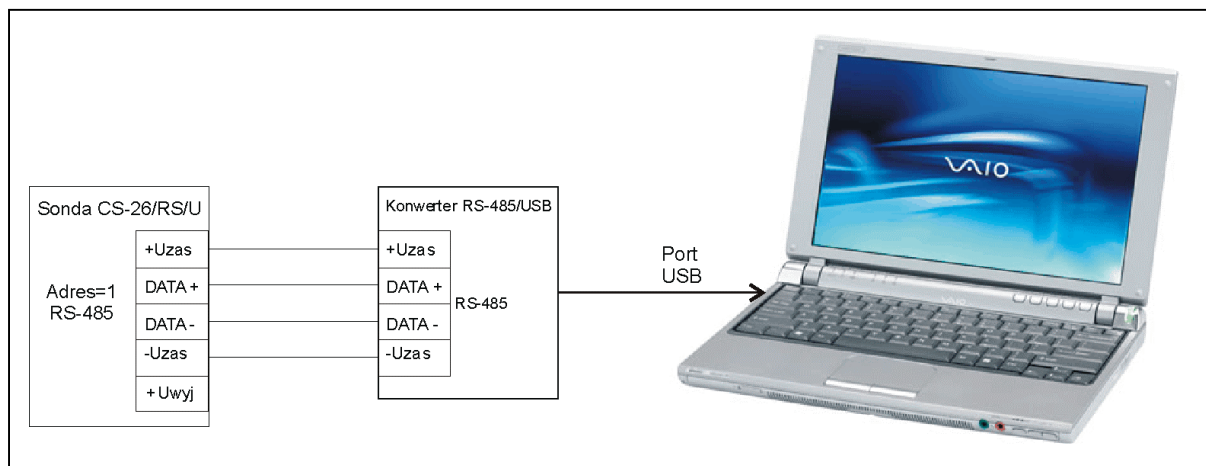 Sonda CS-26/RS/U
+Uzas
DATA +
DATA -
-Uzas
+Uwyj
Adres=1
RS-485
Konwerter RS-485/USB
+Uzas
DATA +
DATA -
-Uzas
RS-485
Port
USB
VAIO
VAIO